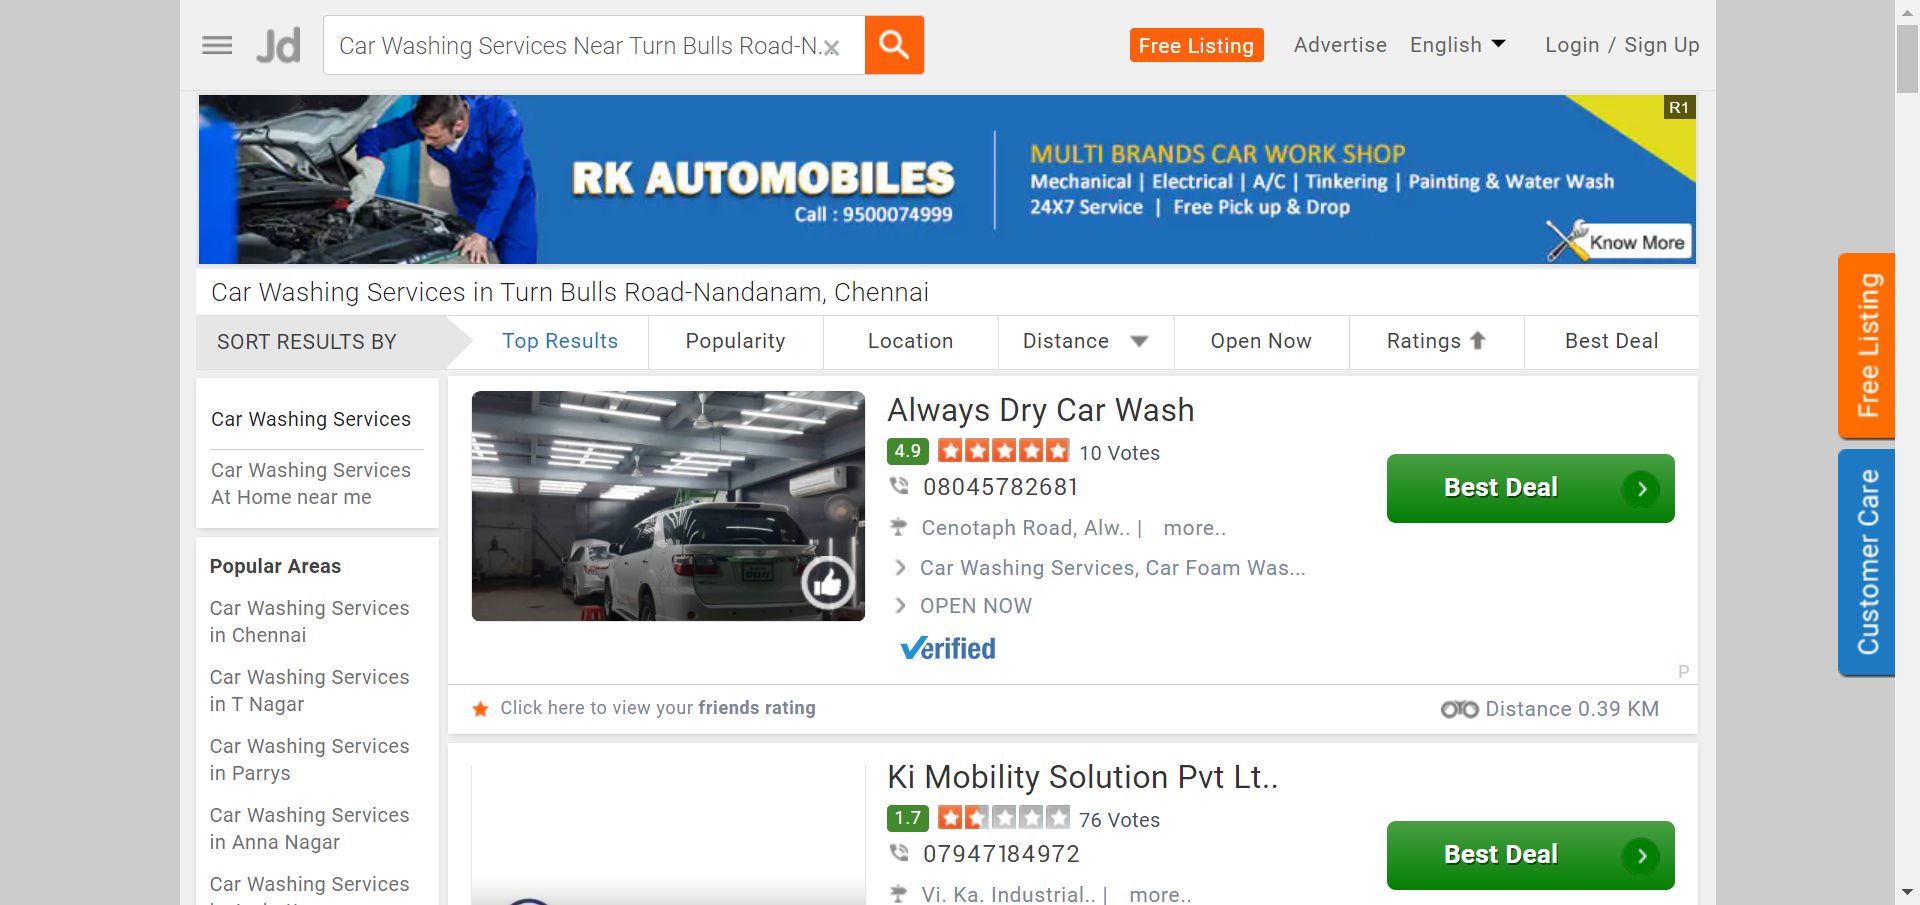 Jd
Car Washing Services Near Turn Bulls Road-N..
Free Listing
Advertise
English
Login / Sign Up
R1
RK AUTOMOBILES
Call : 9500074999
MULTI BRANDS CAR WORK SHOP
Mechanical | Electrical | A/C | Tinkering | Painting & Water Wash
24X7 Service | Free Pick up & Drop
Know More
Car Washing Services in Turn Bulls Road-Nandanam, Chennai
SORT RESULTS BY
Top Results
Popularity
Location
Distance
Open Now
Ratings
Best Deal
Car Washing Services
Car Washing Services
At Home near me
Popular Areas
Car Washing Services
in Chennai
Car Washing Services
in T Nagar
Car Washing Services
in Parrys
Car Washing Services
in Anna Nagar
Car Washing Services
Always Dry Car Wash
4.9
10 Votes
08045782681
Cenotaph Road, Alw.. | more..
Car Washing Services, Car Foam Was...
OPEN NOW
Verified
Best Deal
P
Click here to view your friends rating
Distance 0.39 KM
Ki Mobility Solution Pvt Lt..
1.7
76 Votes
07947184972
Vi. Ka. Industrial.. | more..
Best Deal
Free Listing
Customer Care